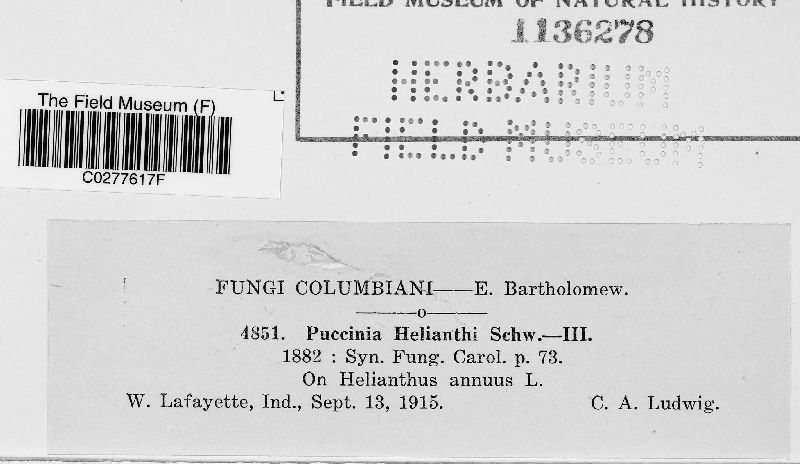 FIELD MUSEUM OF NATURAL HISTORY
1136278
HERBARIUM
FIELD MUSEUM
The Field Museum (F)
C0277617F
FUNGI COLUMBIANI——E. Bartholomew.
———o———
4851. Puccinia Helianthi Schw.—III.
1882 : Syn. Fung. Carol. p. 73.
On Helianthus annuus L.
W. Lafayette, Ind., Sept. 13, 1915. C. A. Ludwig.